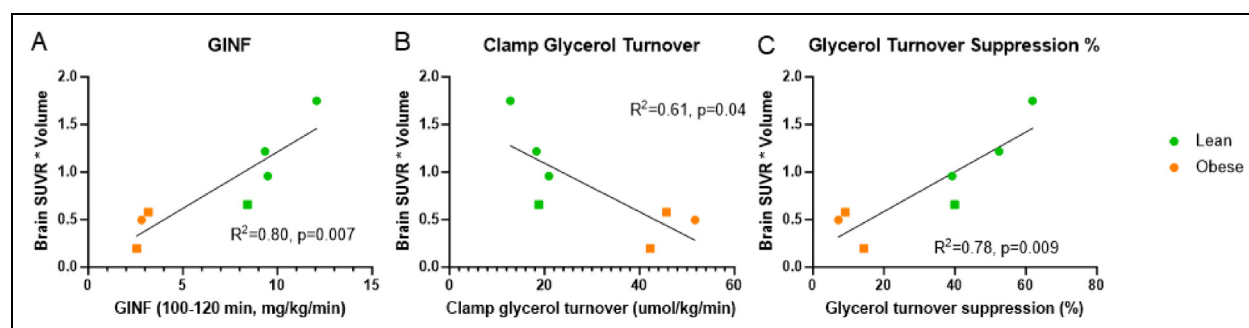 A
GINF
Brain SUVR * Volume
2.0
1.5
1.0
0.5
0.0
0
5
10
15
R²=0.80, p=0.007
GINF (100-120 min, mg/kg/min)
B
Clamp Glycerol Turnover
Brain SUVR * Volume
2.0
1.5
1.0
0.5
0.0
0
20
40
60
R²=0.61, p=0.04
Clamp glycerol turnover (umol/kg/min)
C
Glycerol Turnover Suppression %
Brain SUVR * Volume
2.0
1.5
1.0
0.5
0.0
0
20
40
60
80
R²=0.78, p=0.009
Glycerol turnover suppression (%)
Lean
Obese